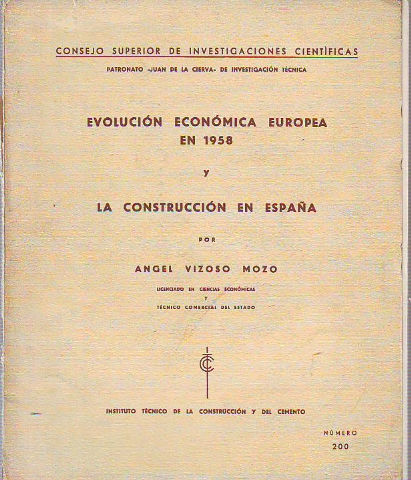 CONSEJO SUPERIOR DE INVESTIGACIONES CIENTÍFICAS
PATRONATO «JUAN DE LA CIERVA» DE INVESTIGACIÓN TÉCNICA
EVOLUCIÓN ECONÓMICA EUROPEA
EN 1958
Y
LA CONSTRUCCIÓN EN ESPAÑA
POR
ANGEL VIZOSO MOZO
LICENCIADO EN CIENCIAS ECONÓMICAS
Y
TÉCNICO COMERCIAL DEL ESTADO
INSTITUTO TÉCNICO DE LA CONSTRUCCIÓN Y DEL CEMENTO
NÚMERO
200